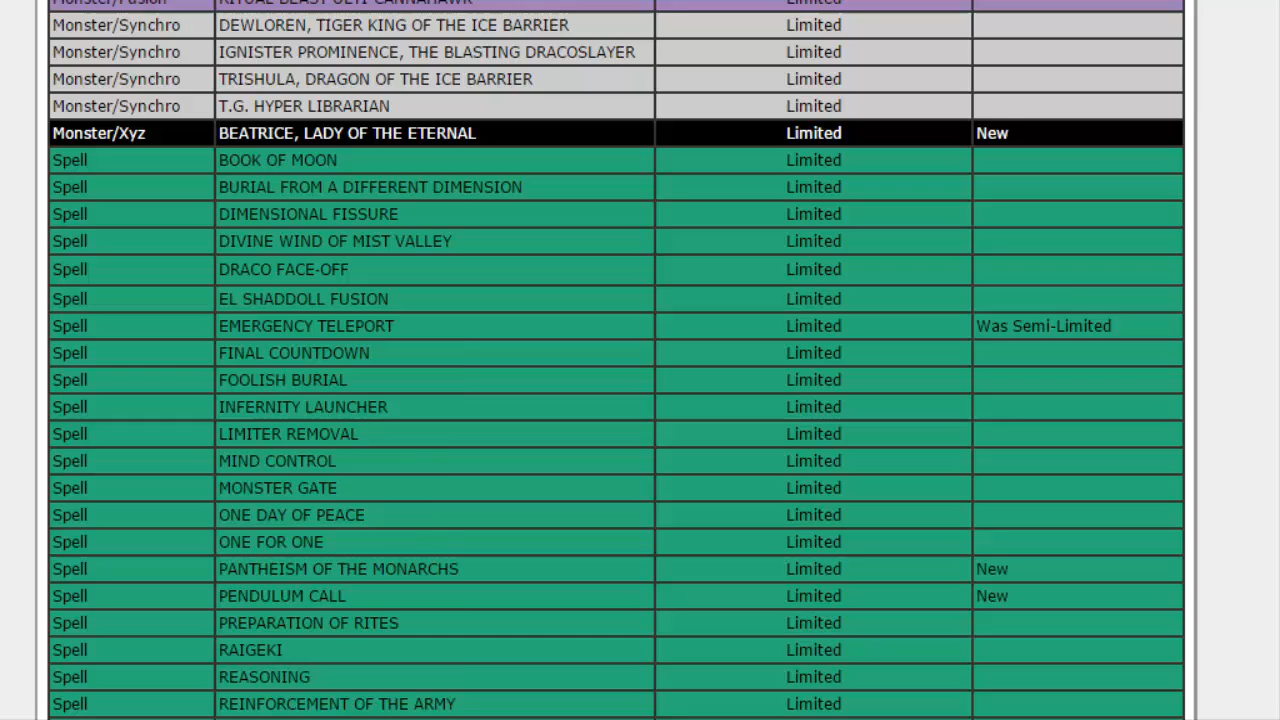 Monster/Fusion RITUAL BEAST ULTI-CANNAHAWK Limited
Monster/Synchro DEWLOREN, TIGER KING OF THE ICE BARRIER Limited
Monster/Synchro IGNISTER PROMINENCE, THE BLASTING DRACOSLAYER Limited
Monster/Synchro TRISHULA, DRAGON OF THE ICE BARRIER Limited
Monster/Synchro T.G. HYPER LIBRARIAN Limited
Monster/Xyz BEATRICE, LADY OF THE ETERNAL Limited New
Spell BOOK OF MOON Limited
Spell BURIAL FROM A DIFFERENT DIMENSION Limited
Spell DIMENSIONAL FISSURE Limited
Spell DIVINE WIND OF MIST VALLEY Limited
Spell DRACO FACE-OFF Limited
Spell EL SHADDOLL FUSION Limited
Spell EMERGENCY TELEPORT Limited Was Semi-Limited
Spell FINAL COUNTDOWN Limited
Spell FOOLISH BURIAL Limited
Spell INFERNITY LAUNCHER Limited
Spell LIMITER REMOVAL Limited
Spell MIND CONTROL Limited
Spell MONSTER GATE Limited
Spell ONE DAY OF PEACE Limited
Spell ONE FOR ONE Limited
Spell PANTHEISM OF THE MONARCHS Limited New
Spell PENDULUM CALL Limited New
Spell PREPARATION OF RITES Limited
Spell RAIGEKI Limited
Spell REASONING Limited
Spell REINFORCEMENT OF THE ARMY Limited